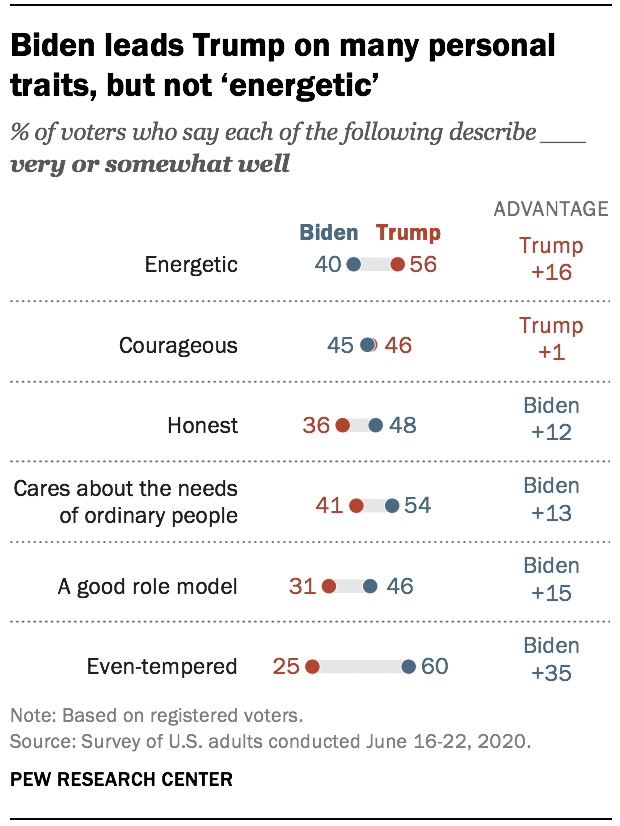 Biden leads Trump on many personal
traits, but not ‘energetic’
% of voters who say each of the following describe ___
very or somewhat well
ADVANTAGE
Biden Trump
Energetic 40 56 Trump
+16
Courageous 45 46 Trump
+1
Honest 36 48 Biden
+12
Cares about the needs
of ordinary people 41 54 Biden
+13
A good role model 31 46 Biden
+15
Even-tempered 25 60 Biden
+35
Note: Based on registered voters.
Source: Survey of U.S. adults conducted June 16-22, 2020.
PEW RESEARCH CENTER